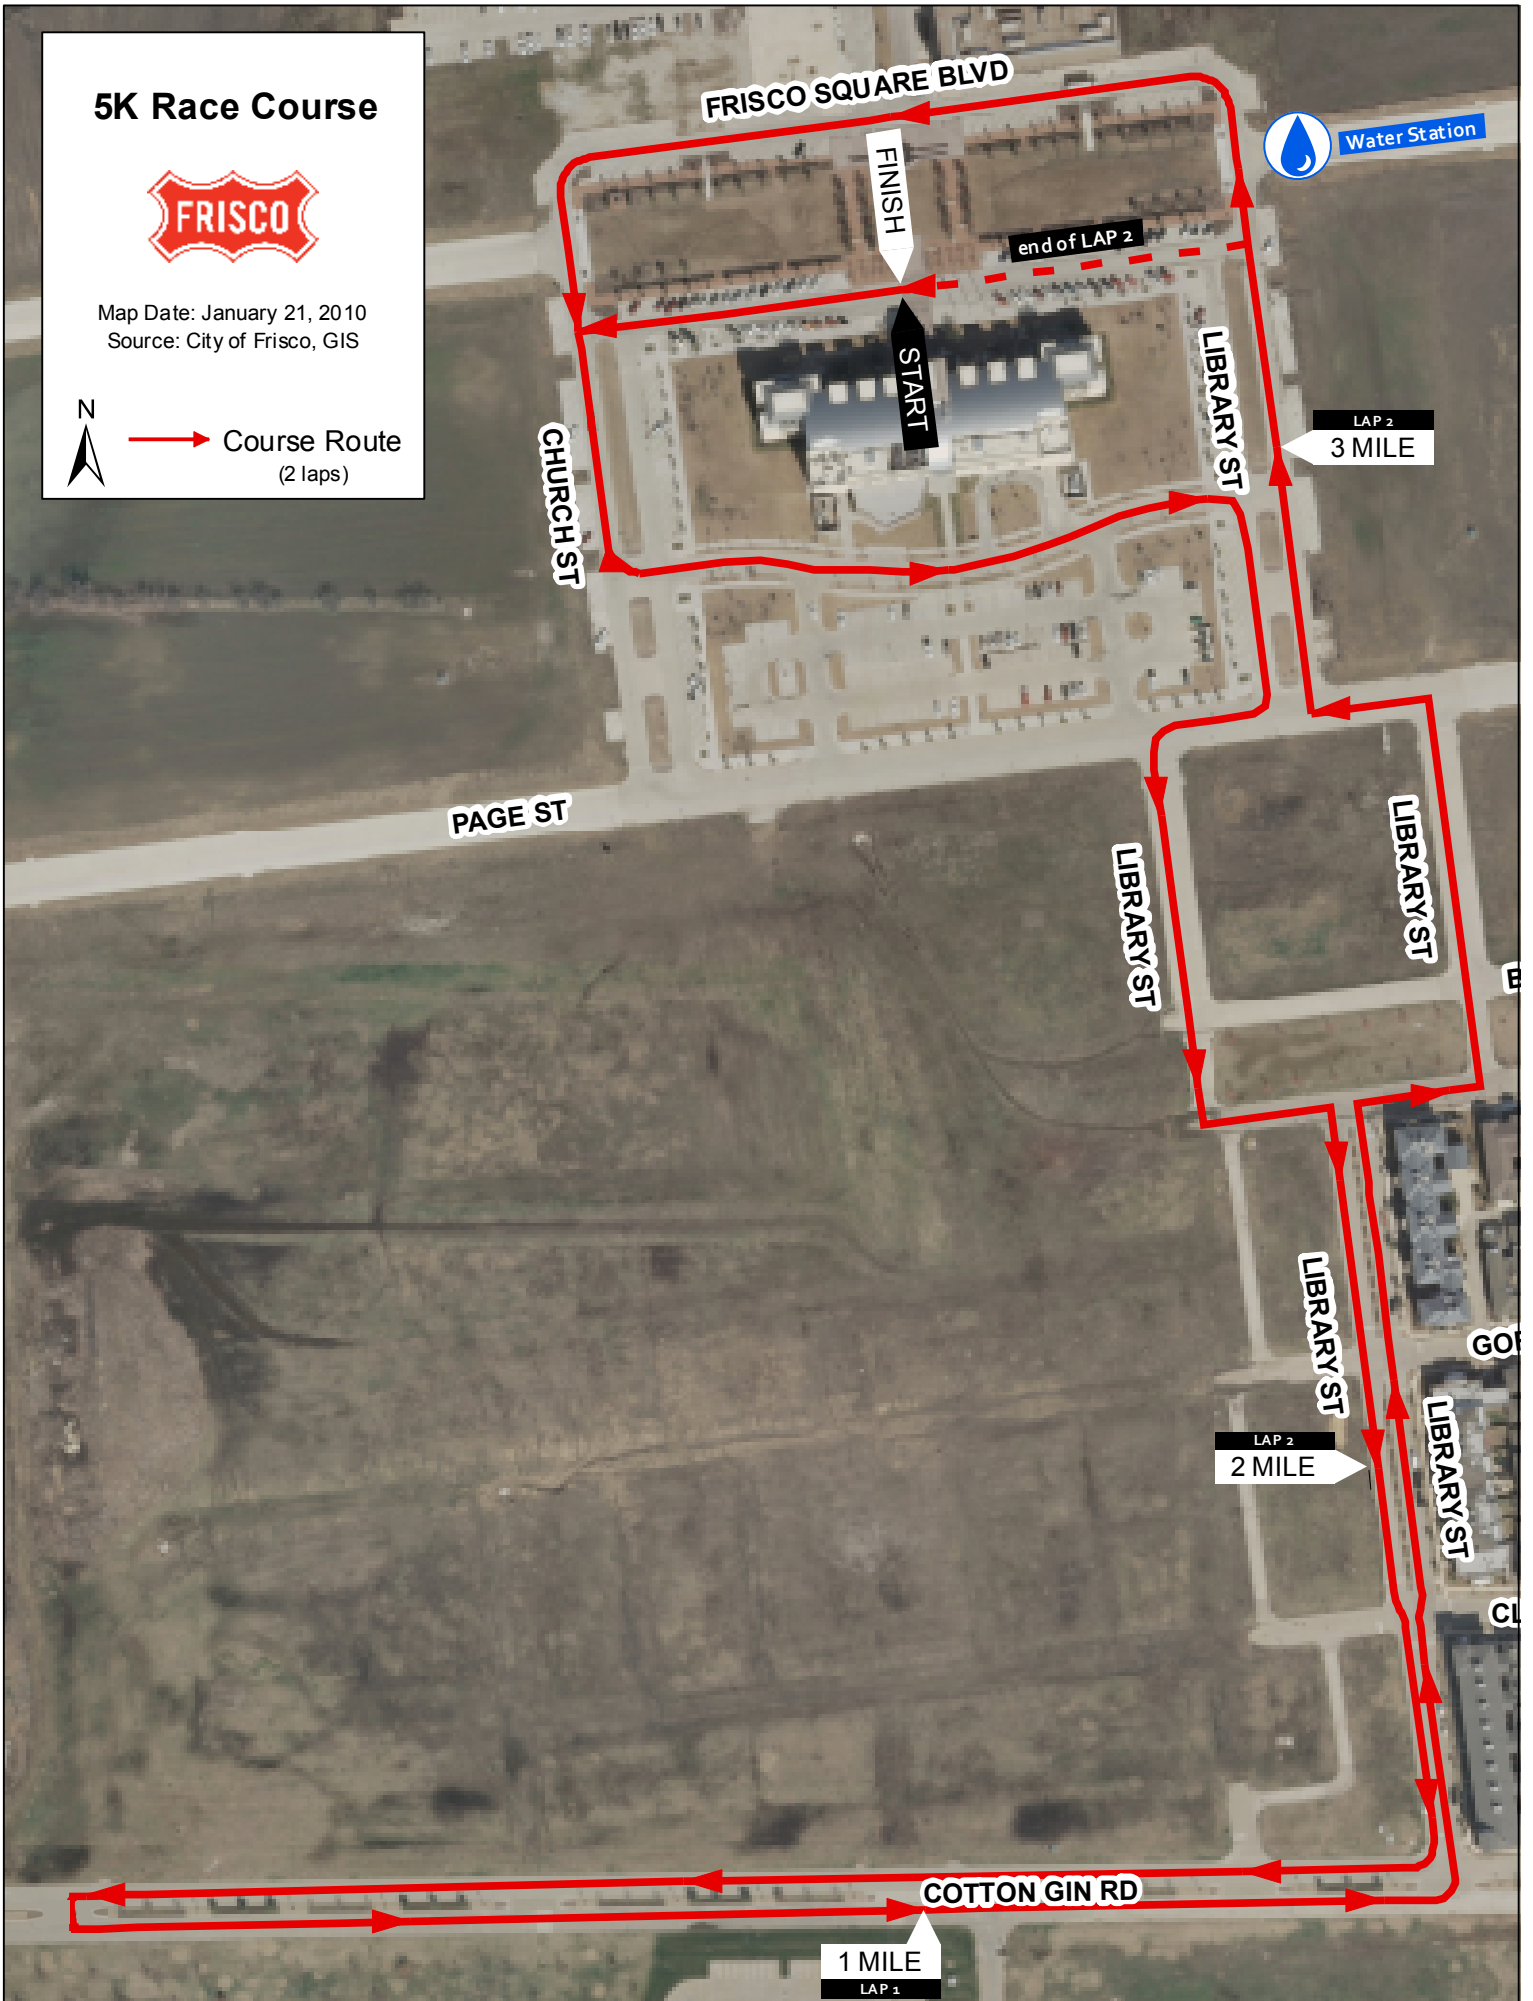 5K Race Course
FRISCO
Map Date: January 21, 2010
Source: City of Frisco, GIS
N
Course Route
(2 laps)
FRISCO SQUARE BLVD
Water Station
FINISH
end of LAP 2
START
LIBRARY ST
LAP 2
3 MILE
CHURCH ST
PAGE ST
LIBRARY ST
LIBRARY ST
LIBRARY ST
GO
LAP 2
2 MILE
LIBRARY ST
CL
COTTON GIN RD
1 MILE
LAP 1